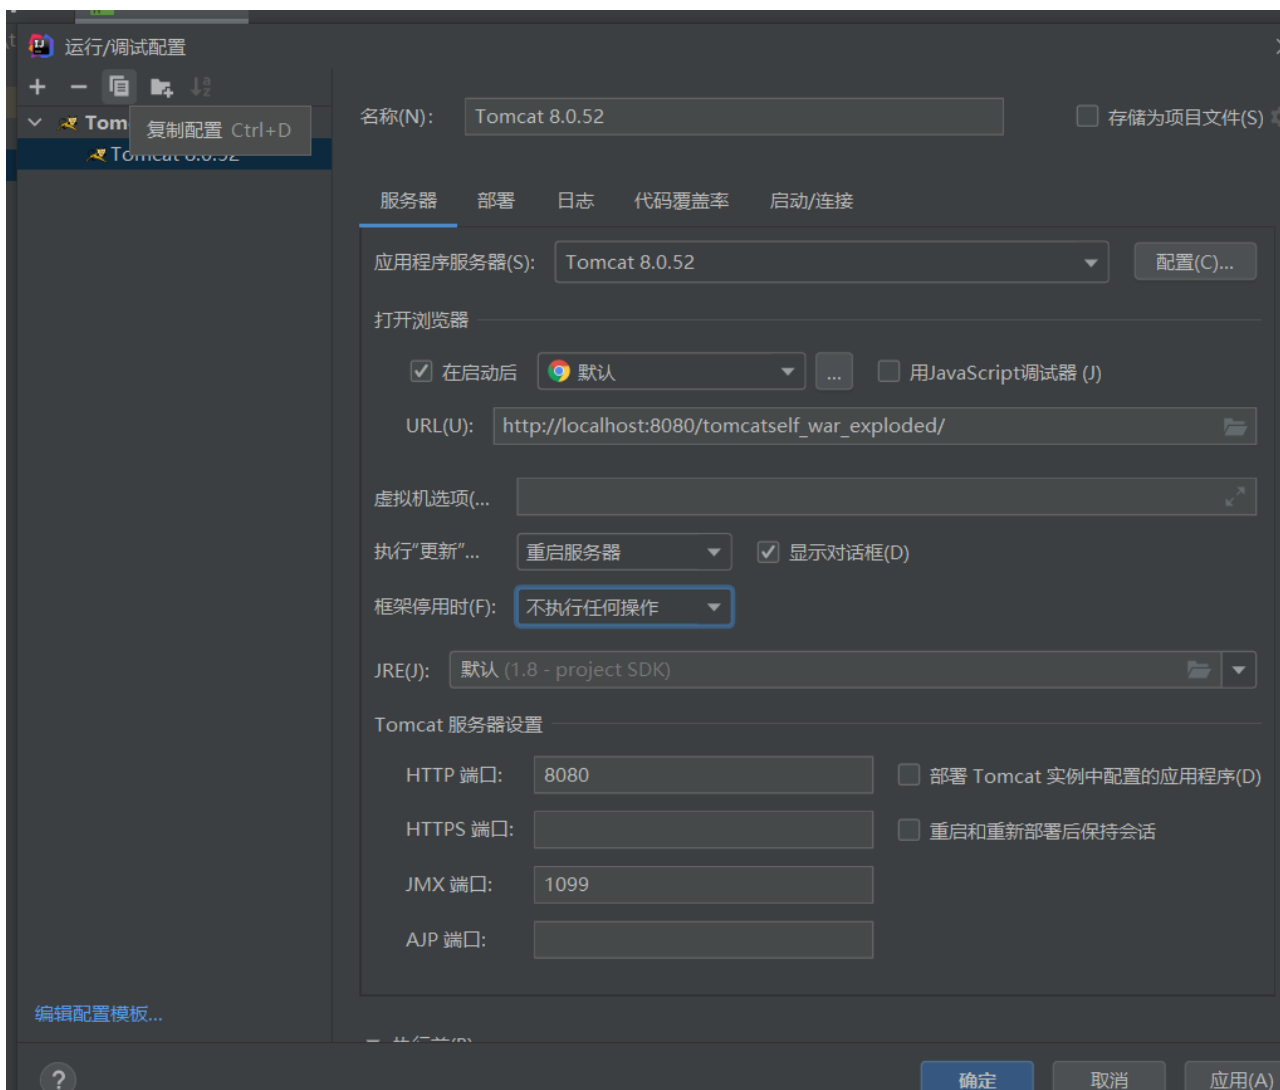 运行/调试配置
复制配置 Ctrl+D
Tom
Tomcat 8.0.52
名称(N): Tomcat 8.0.52 存储为项目文件(S)
服务器 部署 日志 代码覆盖率 启动/连接
应用程序服务器(S): Tomcat 8.0.52 配置(C)...
打开浏览器
在启动后 默认 ... 用JavaScript调试器 (J)
URL(U): http://localhost:8080/tomcatself_war_exploded/
虚拟机选项(...
执行“更新”... 重启服务器 显示对话框(D)
框架停用时(F): 不执行任何操作
JRE(J): 默认 (1.8 - project SDK)
Tomcat 服务器设置
HTTP 端口: 8080 部署 Tomcat 实例中配置的应用程序(D)
HTTPS 端口: 重启和重新部署后保持会话
JMX 端口: 1099
AJP 端口:
编辑配置模板...
? 确定 取消 应用(A)